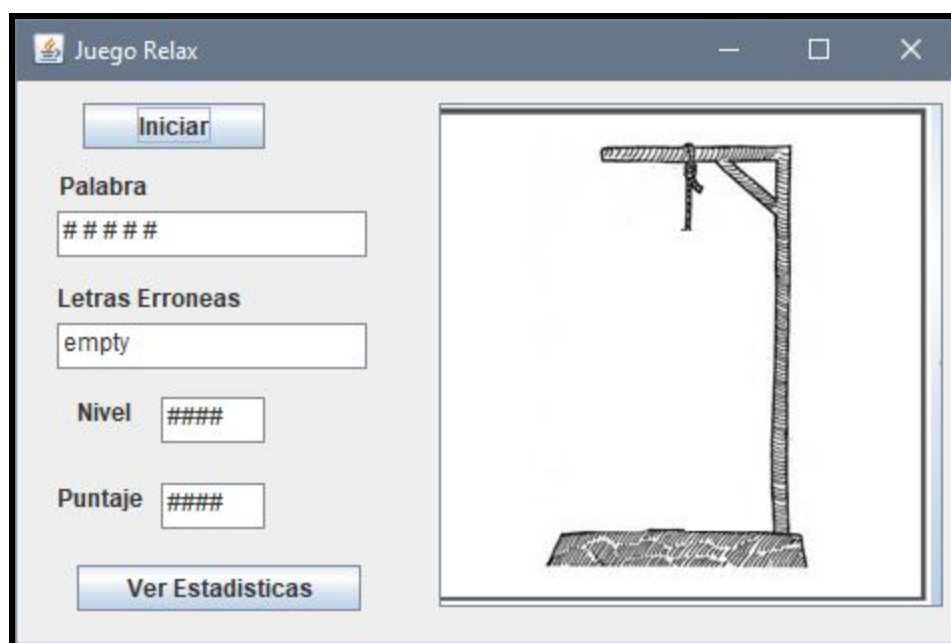 Juego Relax
Iniciar
Palabra
# # # # #
Letras Erroneas
empty
Nivel ####
Puntaje ####
Ver Estadisticas